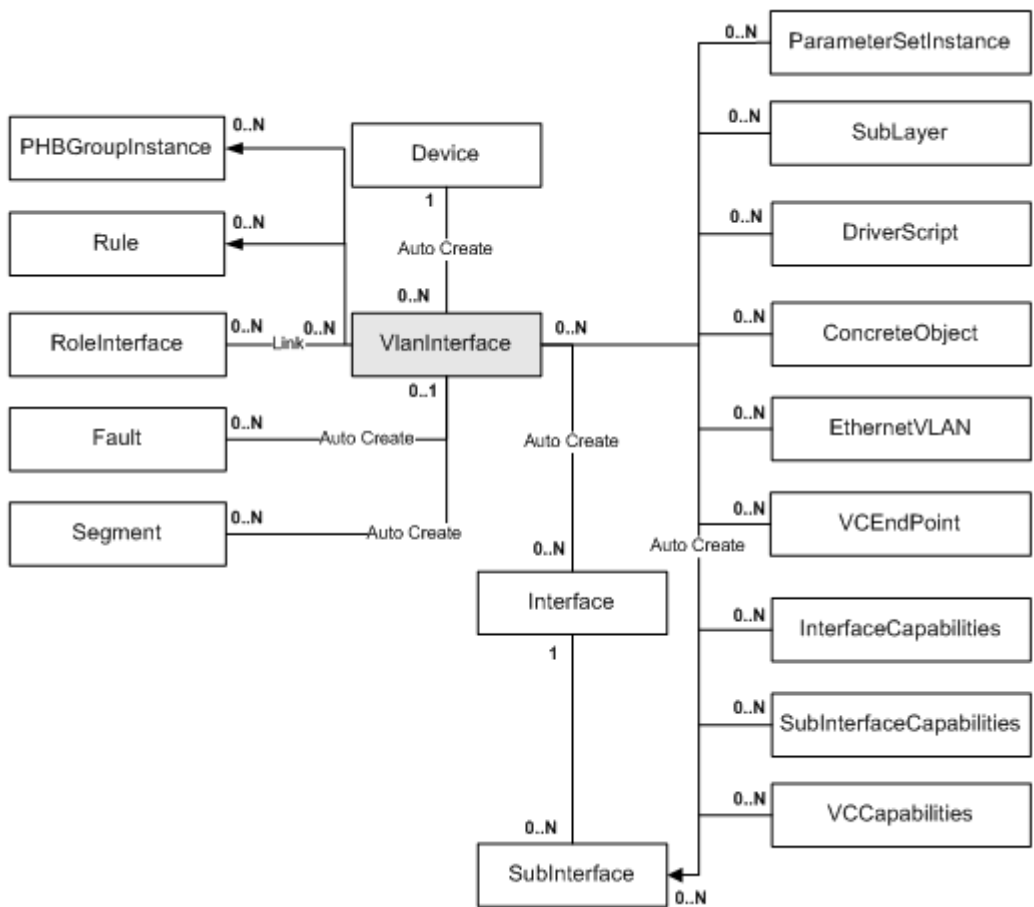 0..N
ParameterSetInstance
0..N
SubLayer
0..N
PHBGroupInstance
Device
1
0..N
DriverScript
0..N
Rule
Auto Create
0..N
0..N
RoleInterface
0..N
Link
0..N
VlanInterface
0..N
0..N
ConcreteObject
0..1
0..N
Fault
Auto Create
Auto Create
0..N
EthernetVLAN
0..N
Segment
Auto Create
0..N
VCEndPoint
Auto Create
0..N
Interface
1
0..N
InterfaceCapabilities
0..N
SubInterfaceCapabilities
0..N
VCCapabilities
0..N
SubInterface
0..N